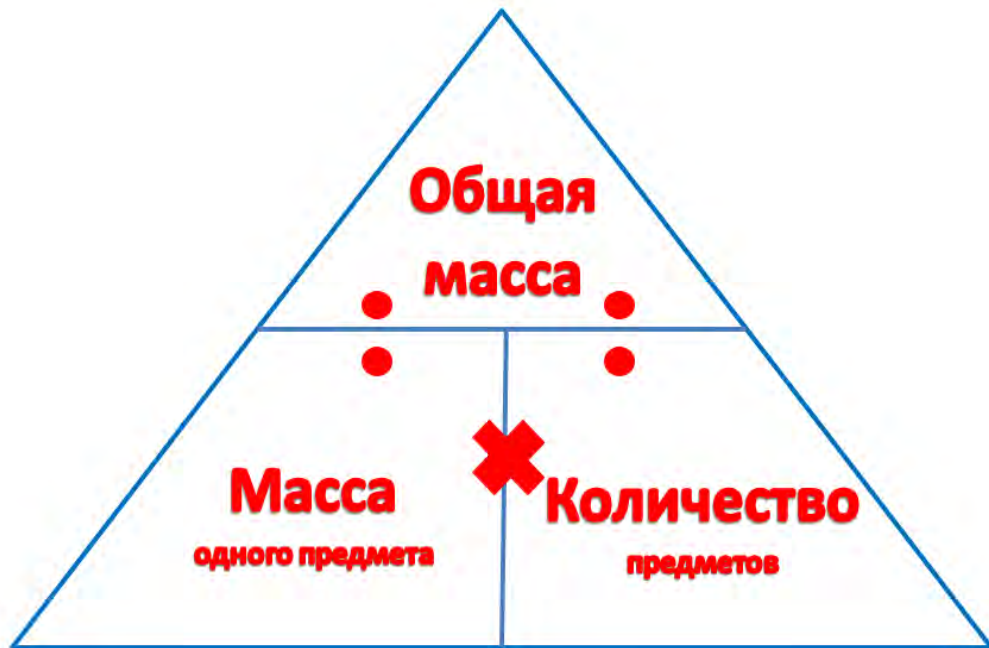 Общая
масса
Масса
одного предмета
Количество
предметов